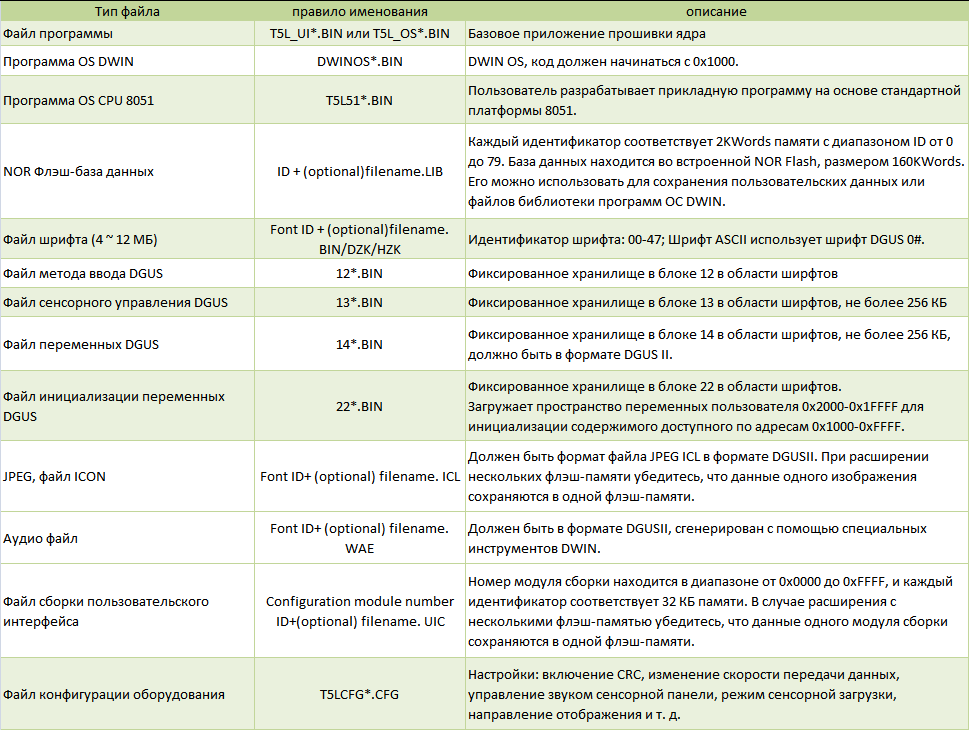 Тип файла
правило именования
описание
Файл программы
T5L_UI*.BIN или T5L_OS*.BIN
Базовое приложение прошивки ядра
Программа OS DWIN
DWINOS*.BIN
DWIN OS, код должен начинаться с 0x1000.
Программа OS CPU 8051
T5L51*.BIN
Пользователь разрабатывает прикладную программу на основе стандартной
платформы 8051.
NOR Флэш-база данных
ID + (optional)filename.LIB
Каждый идентификатор соответствует 2KWords памяти с диапазоном ID от 0
до 79. База данных находится во встроенной NOR Flash, размером 160KWords.
Его можно использовать для сохранения пользовательских данных или
файлов библиотеки программ ОС DWIN.
Файл шрифта (4 ~ 12 МБ)
Font ID + (optional)filename.
BIN/DZK/HZK
Идентификатор шрифта: 00-47; Шрифт ASCII использует шрифт DGUS 0#.
Файл метода ввода DGUS
12*.BIN
Фиксированное хранилище в блоке 12 в области ширфтов
Файл сенсорного управления DGUS
13*.BIN
Фиксированное хранилище в блоке 13 в области ширфтов, не более 256 КБ
Файл переменных DGUS
14*.BIN
Фиксированное хранилище в блоке 14 в области шрифтов, не более 256 КБ,
должно быть в формате DGUS II.
Файл инициализации переменных
DGUS
22*.BIN
Фиксированное хранилище в блоке 22 в области шрифтов.
Загружает пространство переменных пользователя 0x2000-0x1FFFF для
инициализации содержимого доступного по адресам 0x1000-0xFFFF.
JPEG, файл ICON
Font ID+ (optional) filename. ICL
Должен быть формат файла JPEG ICL в формате DGUSII. При расширении
нескольких флэш-памяти убедитесь, что данные одного изображения
сохраняются в одной флэш-памяти.
Аудио файл
Font ID+ (optional) filename.
WAE
Должен быть в формате DGUSII, сгенерирован с помощью специальных
инструментов DWIN.
Файл сборки пользовательского
интерфейса
Configuration module number
ID+(optional) filename. UIC
Номер модуля сборки находится в диапазоне от 0x0000 до 0xFFFF, и каждый
идентификатор соответствует 32 КБ памяти. В случае расширения с
несколькими флэш-памятью убедитесь, что данные одного модуля сборки
сохраняются в одной флэш-памяти.
Файл конфигурации оборудования
T5LCFG*.CFG
Настройки: включение CRC, изменение скорости передачи данных,
управление звуком сенсорной панели, режим сенсорной загрузки,
направление отображения и т. д.